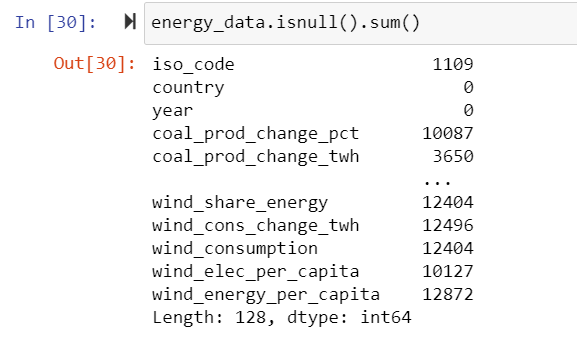 In [30]: energy_data.isnull().sum()
Out[30]: iso_code 1109
country 0
year 0
coal_prod_change_pct 10087
coal_prod_change_twh 3650
...
wind_share_energy 12404
wind_cons_change_twh 12496
wind_consumption 12404
wind_elec_per_capita 10127
wind_energy_per_capita 12872
Length: 128, dtype: int64